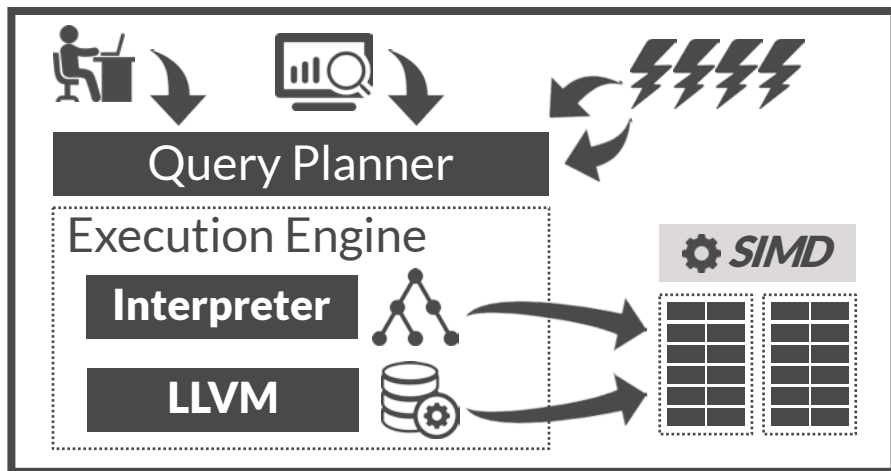 Query Planner
Execution Engine
Interpreter
LLVM
SIMD